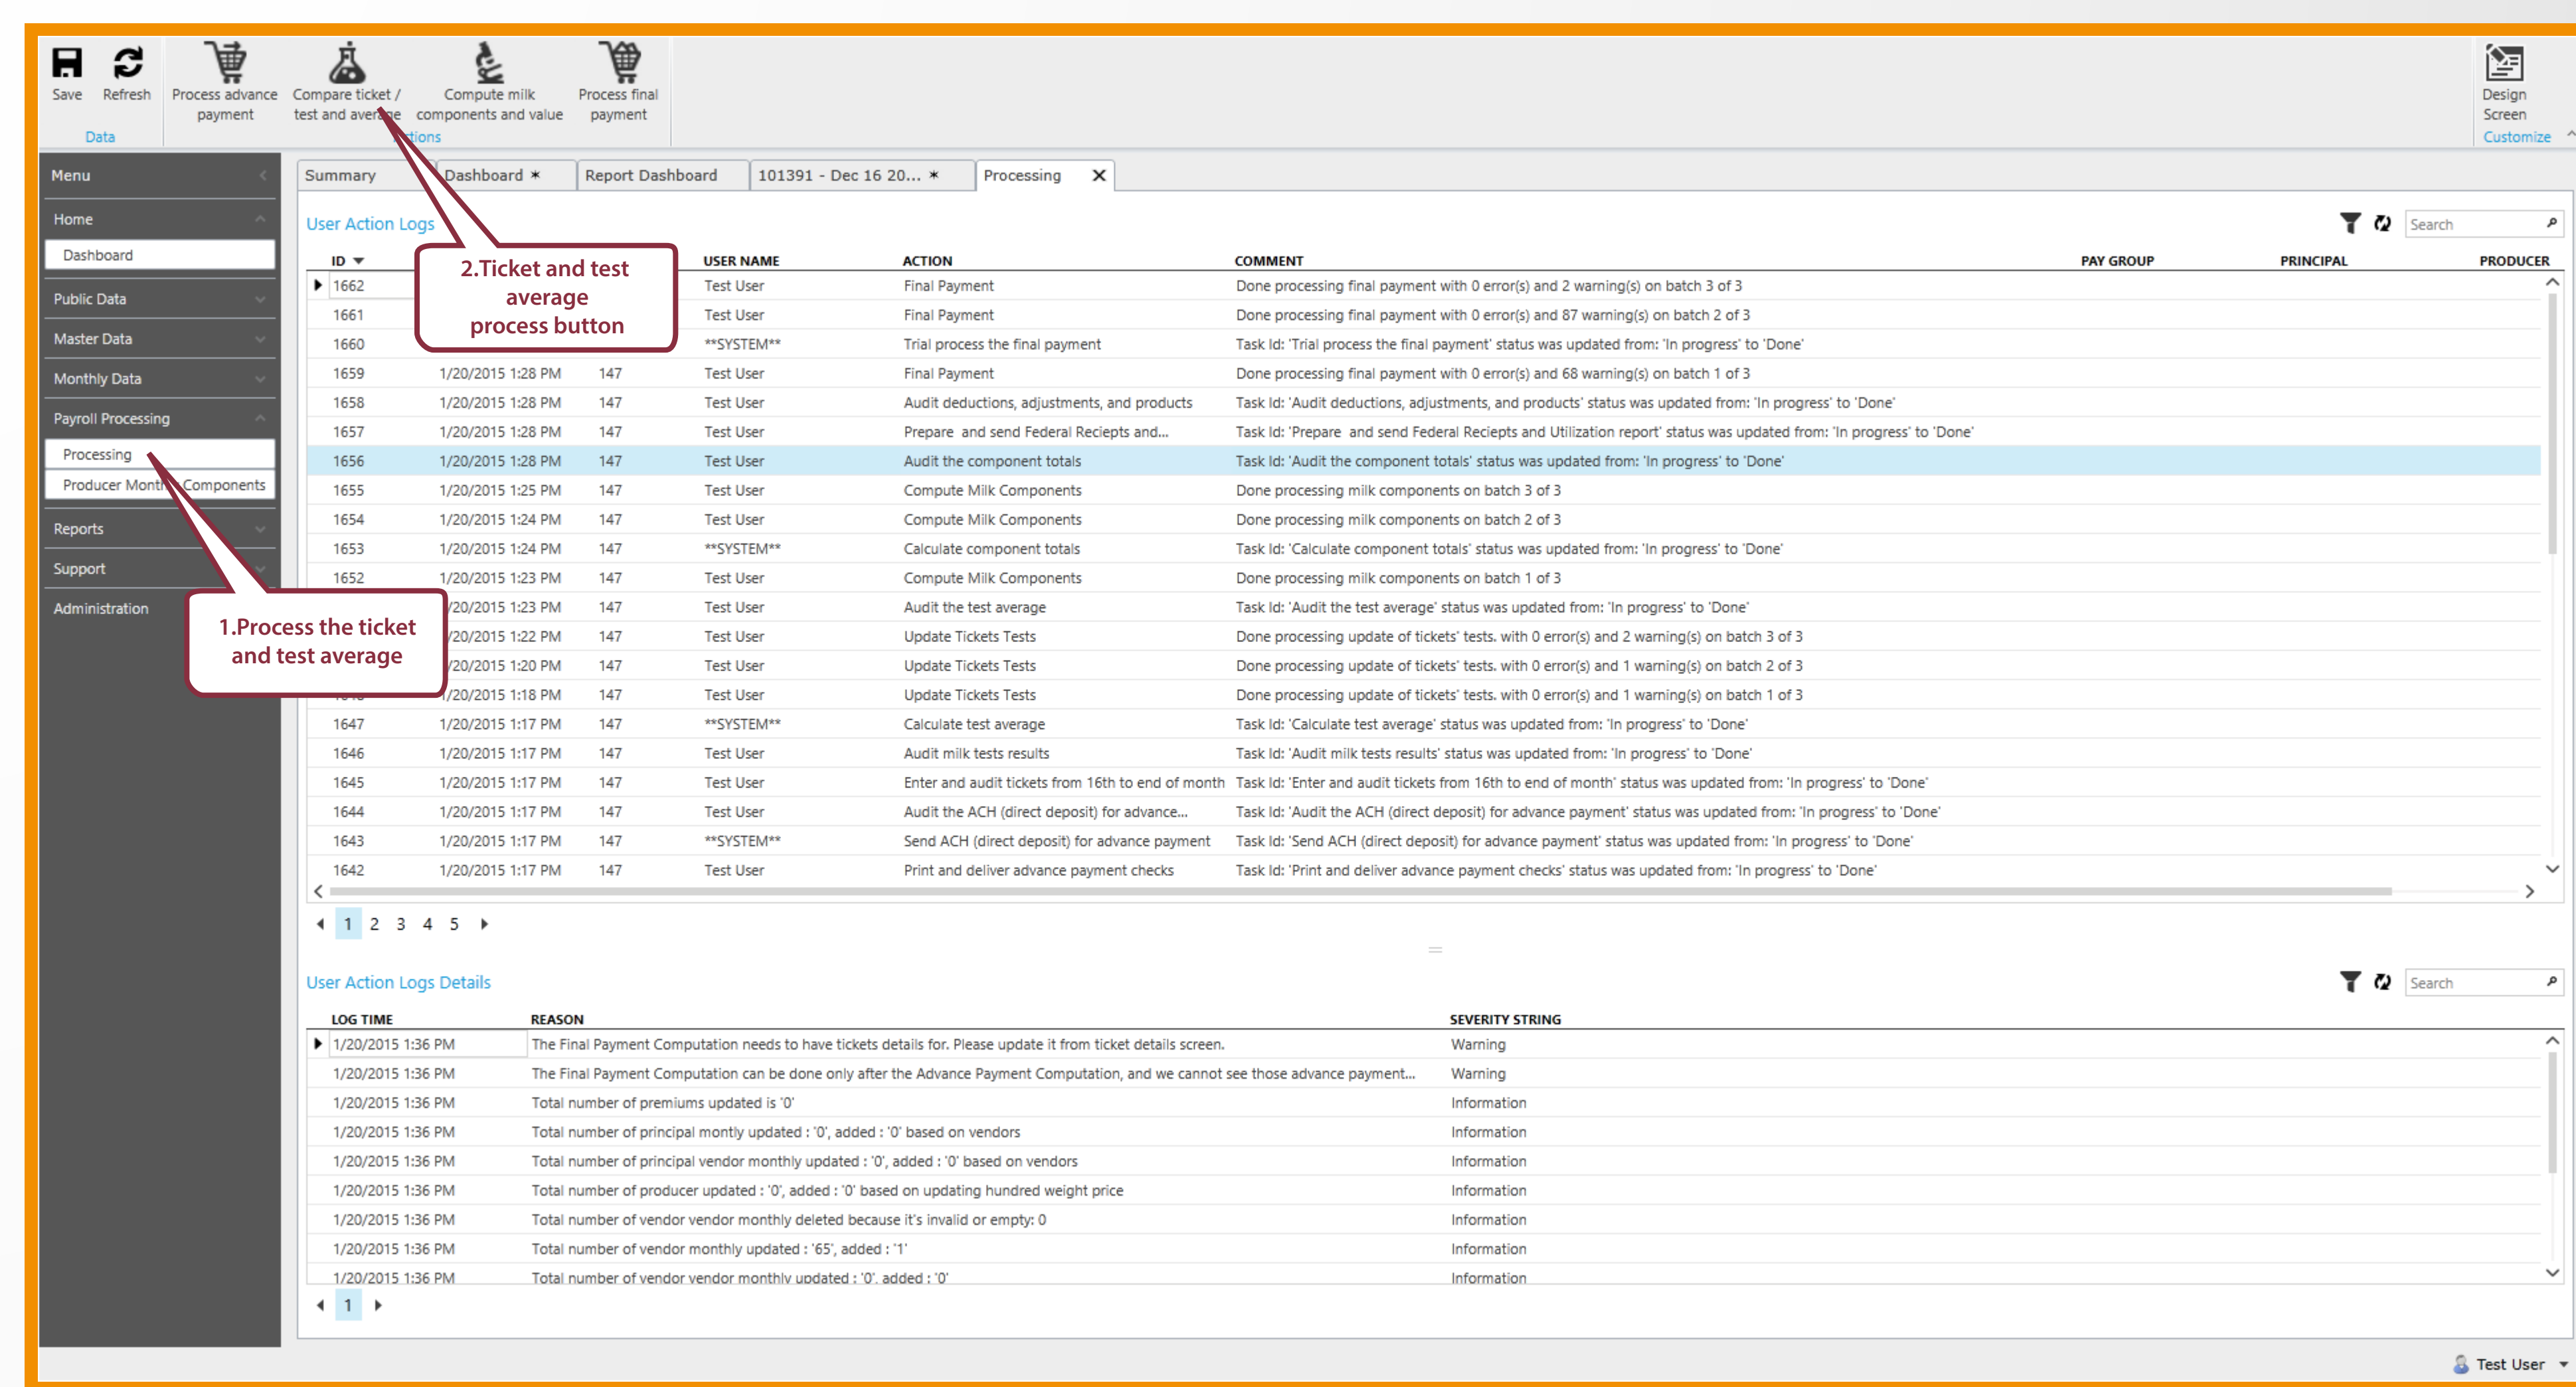 Save Refresh Process advance payment Compare ticket / test and average Compute milk components and value Process final payment Design Screen
Data Actions Customize
Menu
Home
Dashboard
Public Data
Master Data
Monthly Data
Payroll Processing
Processing
Producer Monthly Components
Reports
Support
Administration
1.Process the ticket
and test average
2.Ticket and test
average
process button
Summary Dashboard * Report Dashboard 101391 - Dec 16 20... * Processing X
User Action Logs Search
ID USER NAME ACTION COMMENT PAY GROUP PRINCIPAL PRODUCER
1662 Test User Final Payment Done processing final payment with 0 error(s) and 2 warning(s) on batch 3 of 3
1661 Test User Final Payment Done processing final payment with 0 error(s) and 87 warning(s) on batch 2 of 3
1660 **SYSTEM** Trial process the final payment Task Id: 'Trial process the final payment' status was updated from: 'In progress' to 'Done'
1659 1/20/2015 1:28 PM 147 Test User Final Payment Done processing final payment with 0 error(s) and 68 warning(s) on batch 1 of 3
1658 1/20/2015 1:28 PM 147 Test User Audit deductions, adjustments, and products Task Id: 'Audit deductions, adjustments, and products' status was updated from: 'In progress' to 'Done'
1657 1/20/2015 1:28 PM 147 Test User Prepare and send Federal Reciepts and... Task Id: 'Prepare and send Federal Reciepts and Utilization report' status was updated from: 'In progress' to 'Done'
1656 1/20/2015 1:28 PM 147 Test User Audit the component totals Task Id: 'Audit the component totals' status was updated from: 'In progress' to 'Done'
1655 1/20/2015 1:25 PM 147 Test User Compute Milk Components Done processing milk components on batch 3 of 3
1654 1/20/2015 1:24 PM 147 Test User Compute Milk Components Done processing milk components on batch 2 of 3
1653 1/20/2015 1:24 PM 147 **SYSTEM** Calculate component totals Task Id: 'Calculate component totals' status was updated from: 'In progress' to 'Done'
1652 1/20/2015 1:23 PM 147 Test User Compute Milk Components Done processing milk components on batch 1 of 3
/20/2015 1:23 PM 147 Test User Audit the test average Task Id: 'Audit the test average' status was updated from: 'In progress' to 'Done'
/20/2015 1:22 PM 147 Test User Update Tickets Tests Done processing update of tickets' tests. with 0 error(s) and 2 warning(s) on batch 3 of 3
/20/2015 1:20 PM 147 Test User Update Tickets Tests Done processing update of tickets' tests. with 0 error(s) and 1 warning(s) on batch 2 of 3
/20/2015 1:18 PM 147 Test User Update Tickets Tests Done processing update of tickets' tests. with 0 error(s) and 1 warning(s) on batch 1 of 3
1647 1/20/2015 1:17 PM 147 **SYSTEM** Calculate test average Task Id: 'Calculate test average' status was updated from: 'In progress' to 'Done'
1646 1/20/2015 1:17 PM 147 Test User Audit milk tests results Task Id: 'Audit milk tests results' status was updated from: 'In progress' to 'Done'
1645 1/20/2015 1:17 PM 147 Test User Enter and audit tickets from 16th to end of month Task Id: 'Enter and audit tickets from 16th to end of month' status was updated from: 'In progress' to 'Done'
1644 1/20/2015 1:17 PM 147 Test User Audit the ACH (direct deposit) for advance... Task Id: 'Audit the ACH (direct deposit) for advance payment' status was updated from: 'In progress' to 'Done'
1643 1/20/2015 1:17 PM 147 **SYSTEM** Send ACH (direct deposit) for advance payment Task Id: 'Send ACH (direct deposit) for advance payment' status was updated from: 'In progress' to 'Done'
1642 1/20/2015 1:17 PM 147 Test User Print and deliver advance payment checks Task Id: 'Print and deliver advance payment checks' status was updated from: 'In progress' to 'Done'
1 2 3 4 5
User Action Logs Details Search
LOG TIME REASON SEVERITY STRING
1/20/2015 1:36 PM The Final Payment Computation needs to have tickets details for. Please update it from ticket details screen. Warning
1/20/2015 1:36 PM The Final Payment Computation can be done only after the Advance Payment Computation, and we cannot see those advance payment... Warning
1/20/2015 1:36 PM Total number of premiums updated is '0' Information
1/20/2015 1:36 PM Total number of principal montly updated : '0', added : '0' based on vendors Information
1/20/2015 1:36 PM Total number of principal vendor monthly updated : '0', added : '0' based on vendors Information
1/20/2015 1:36 PM Total number of producer updated : '0', added : '0' based on updating hundred weight price Information
1/20/2015 1:36 PM Total number of vendor vendor monthly deleted because it's invalid or empty: 0 Information
1/20/2015 1:36 PM Total number of vendor monthly updated : '65', added : '1' Information
1/20/2015 1:36 PM Total number of vendor vendor monthly updated : '0', added : '0' Information
1
Test User